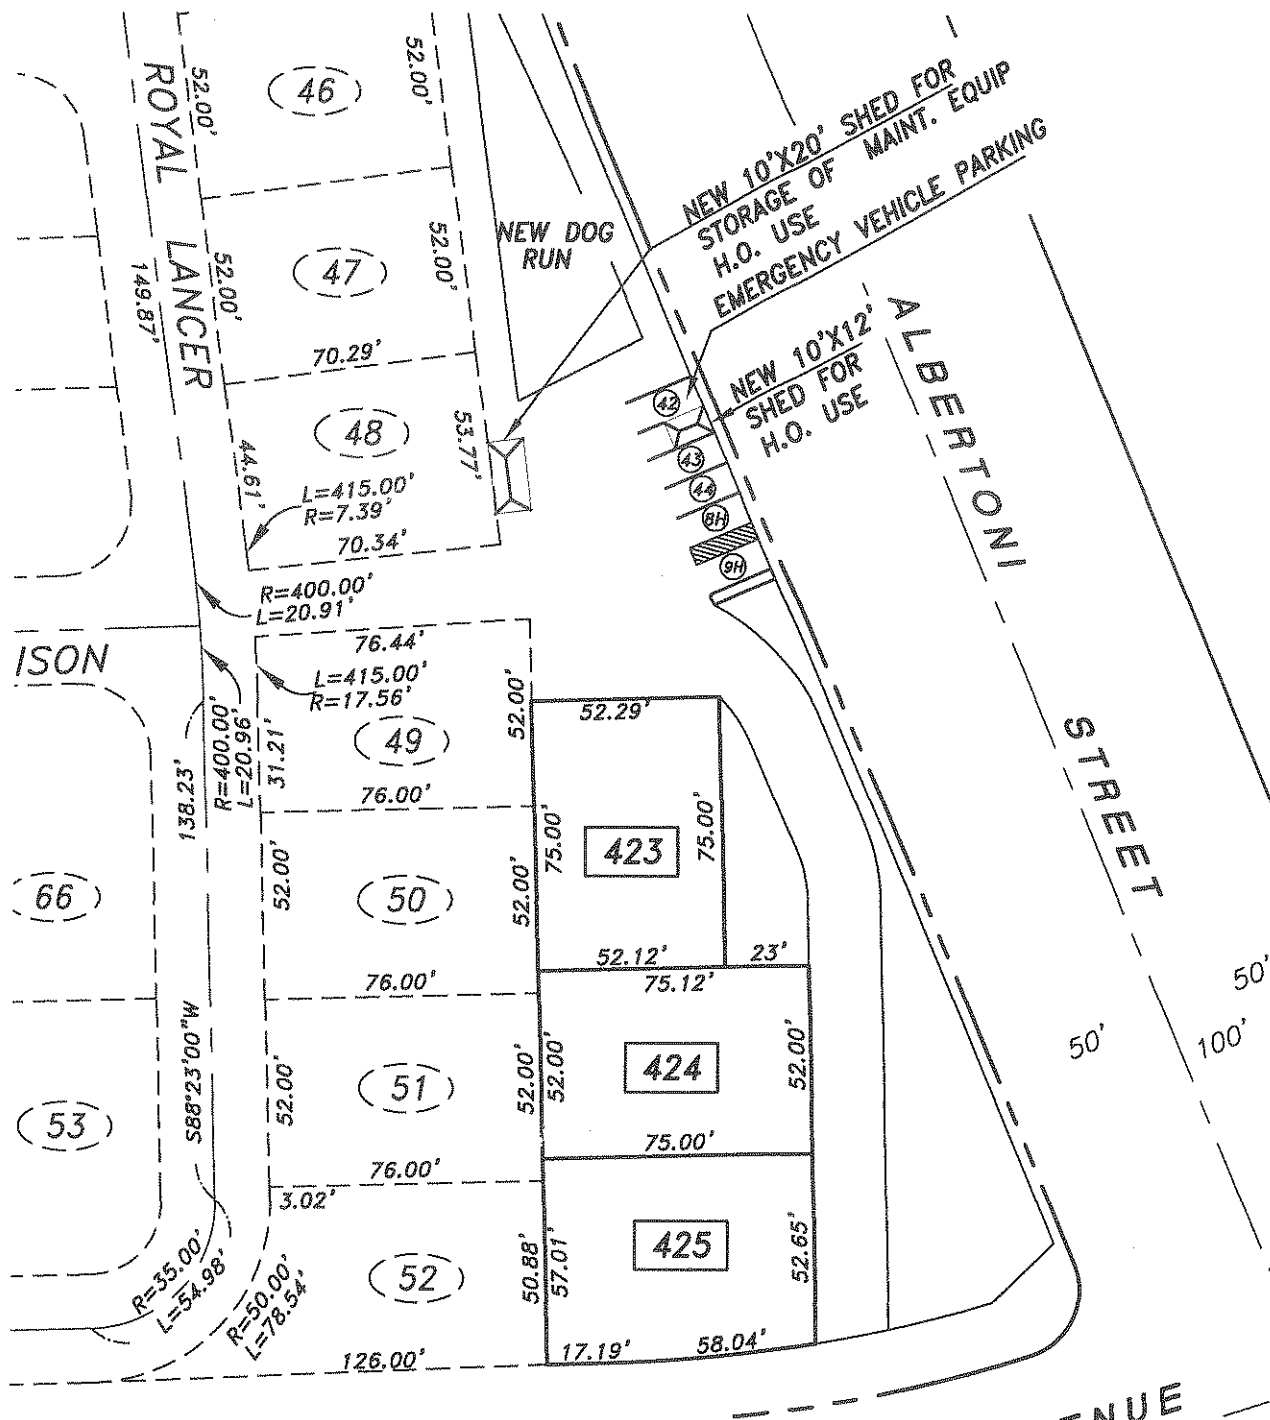 ROYAL LANCER
149.87'
52.00'
46
52.00'
52.00'
47
52.00'
70.29'
NEW DOG
RUN
NEW 10'X20' SHED FOR
STORAGE OF MAINT. EQUIP
H.O. USE
EMERGENCY VEHICLE PARKING
NEW 10'X12'
SHED FOR
H.O. USE
ALBERTONI STREET
44.61'
48
53.77'
L=415.00'
R=7.39'
70.34'
42
43
44
8H
9H
R=400.00'
L=20.91'
ISON
76.44'
L=415.00'
R=17.56'
R=400.00'
L=20.96'
31.21'
49
52.00'
76.00'
138.23'
52.29'
75.00'
423
75.00'
52.12'
23'
66
52.00'
50
52.00'
76.00'
S88°23'00"W
75.12'
52.00'
424
52.00'
75.00'
53
52.00'
51
52.00'
76.00'
3.02'
50'
50'
100'
52
50.88'
57.01'
425
52.65'
17.19'
58.04'
R=35.00'
L=54.98'
R=50.00'
L=78.54'
126.00'
ENUE